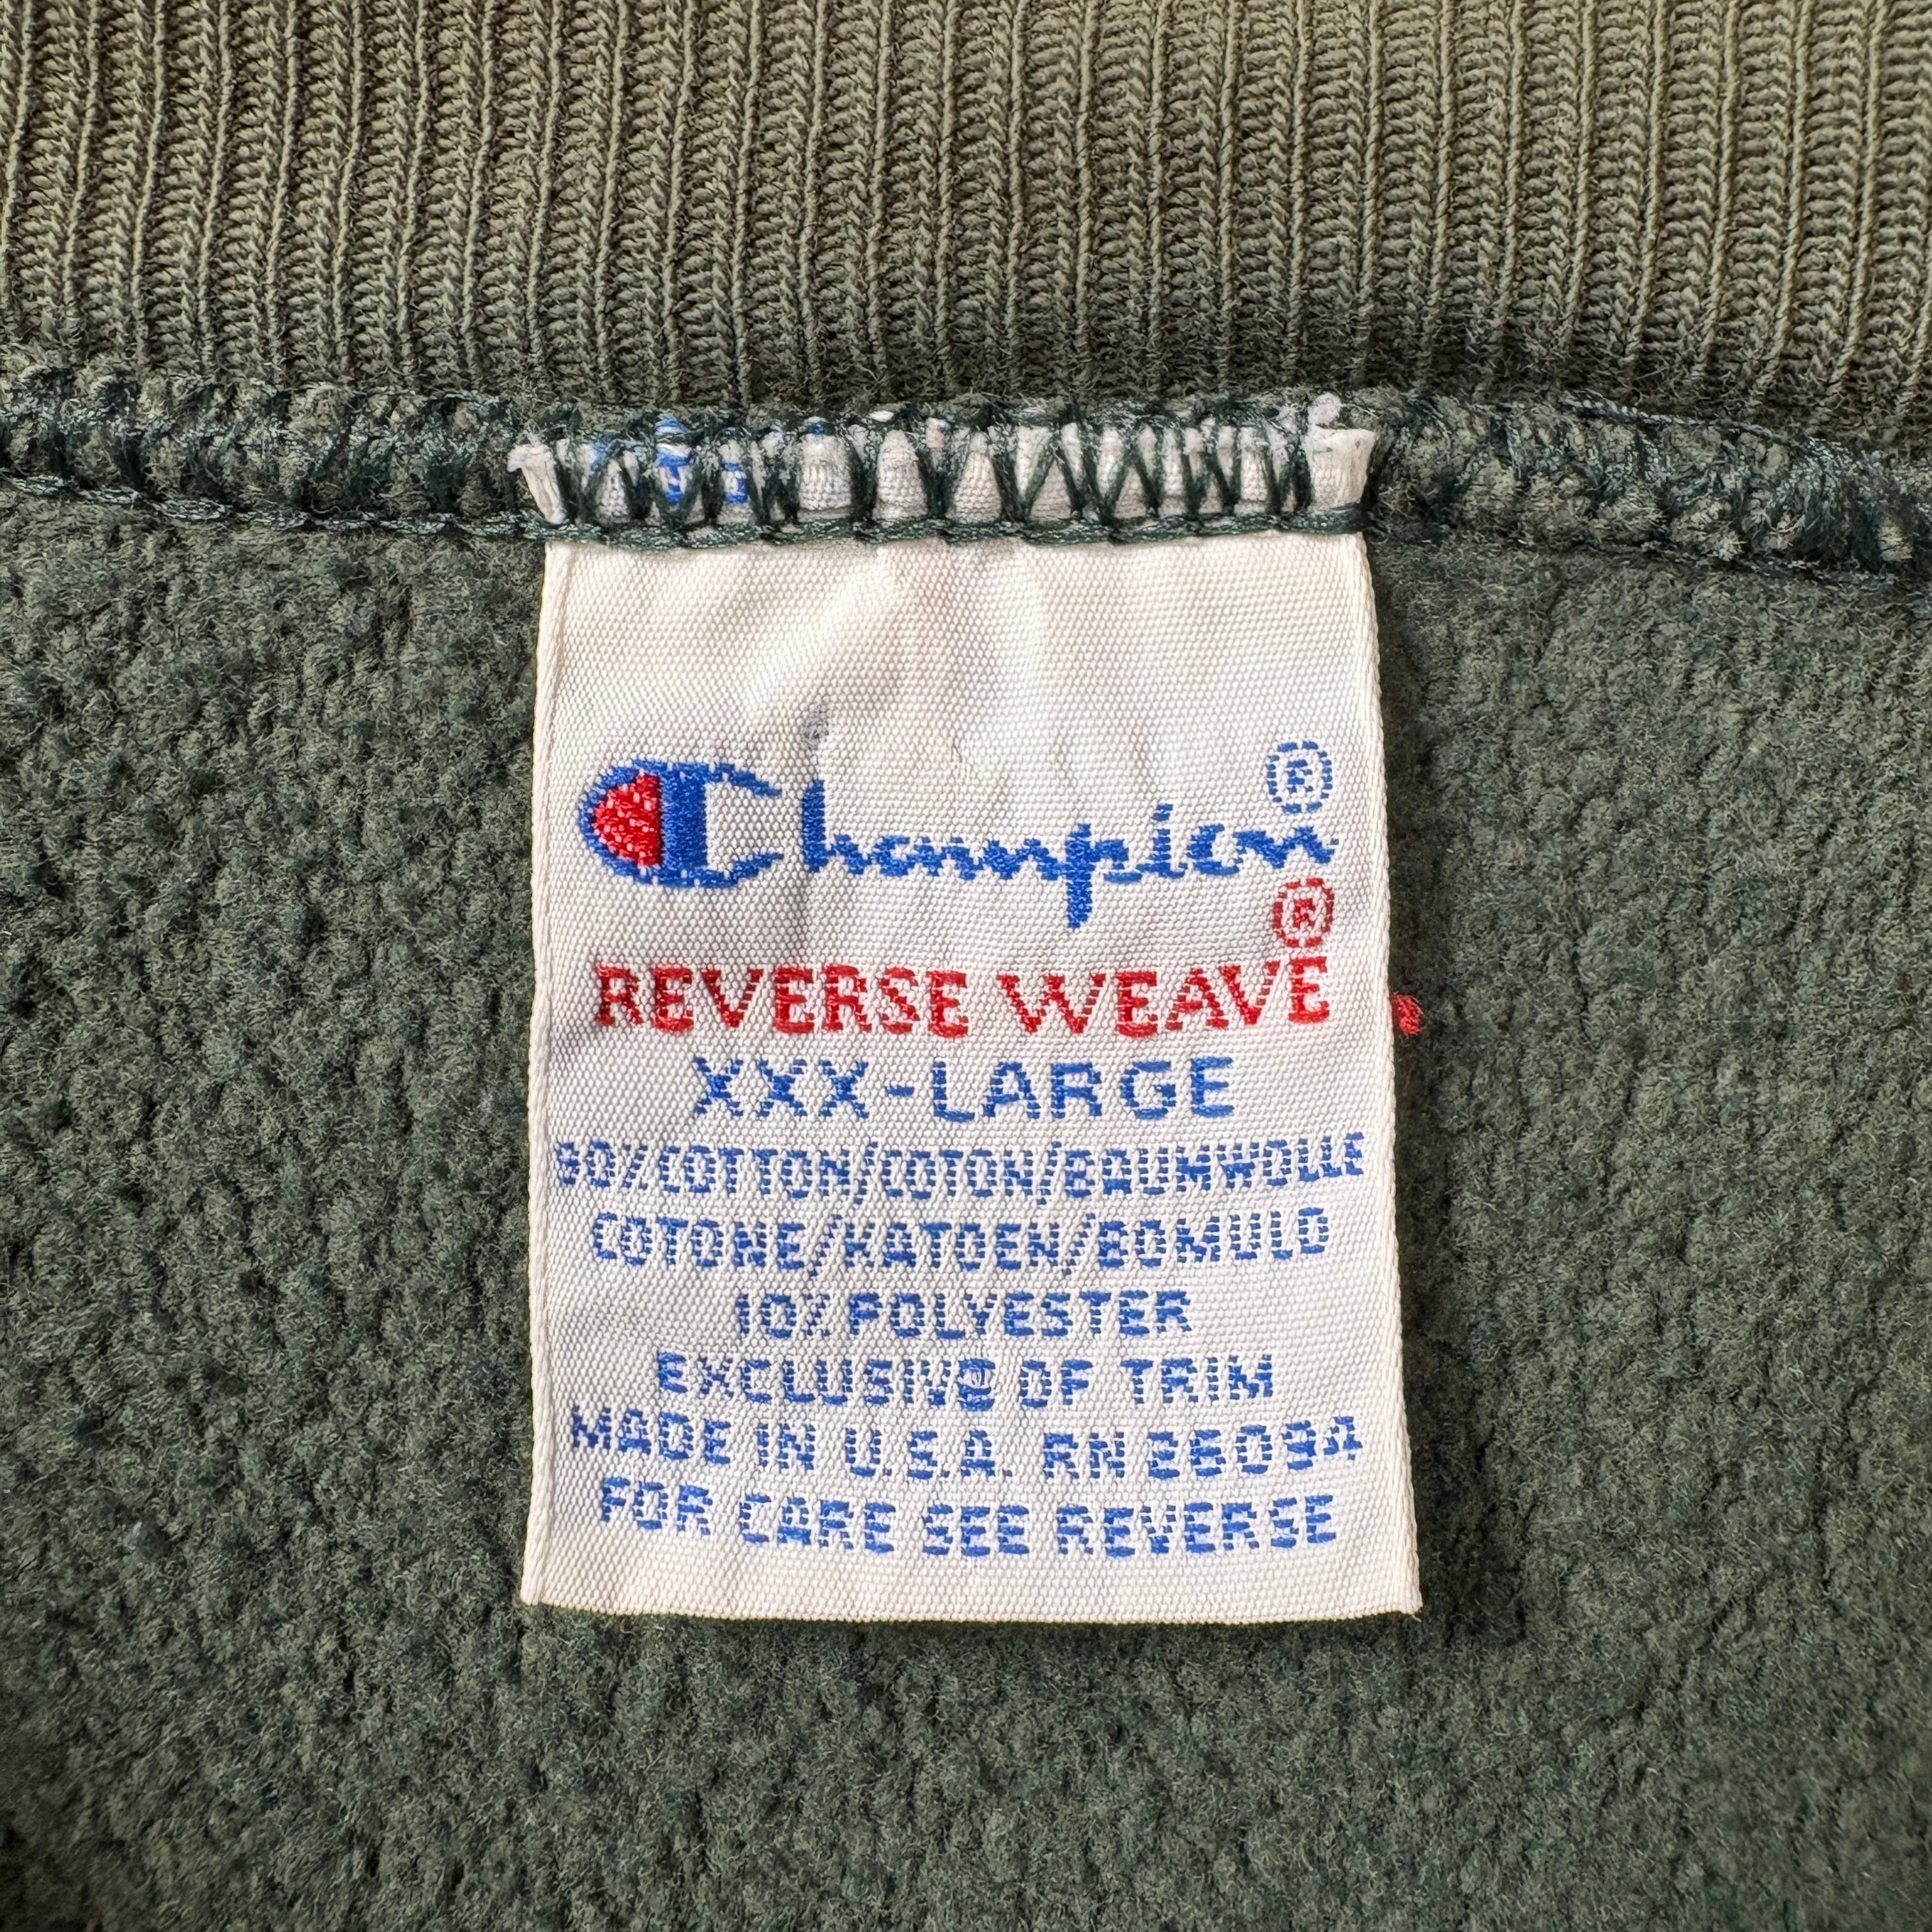 Champion®
®
REVERSE WEAVE
XXX-LARGE
90%COTTON/COTON/BAUMWOLLE
COTONE/KATOEN/BOMULD
10%POLYESTER
EXCLUSIVE OF TRIM
MADE IN U.S.A. RN 26094
FOR CARE SEE REVERSE